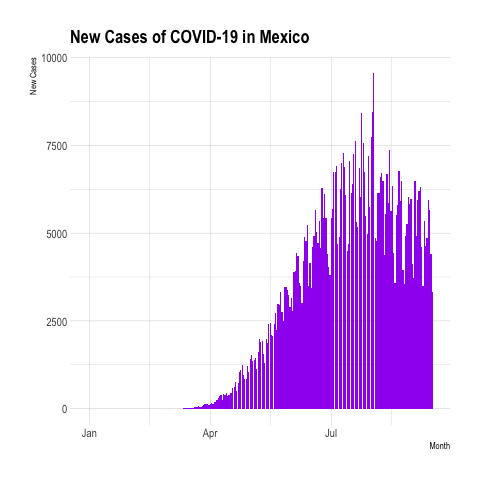 New Cases of COVID-19 in Mexico
New Cases
10000
7500
5000
2500
0
Jan Apr Jul
Month